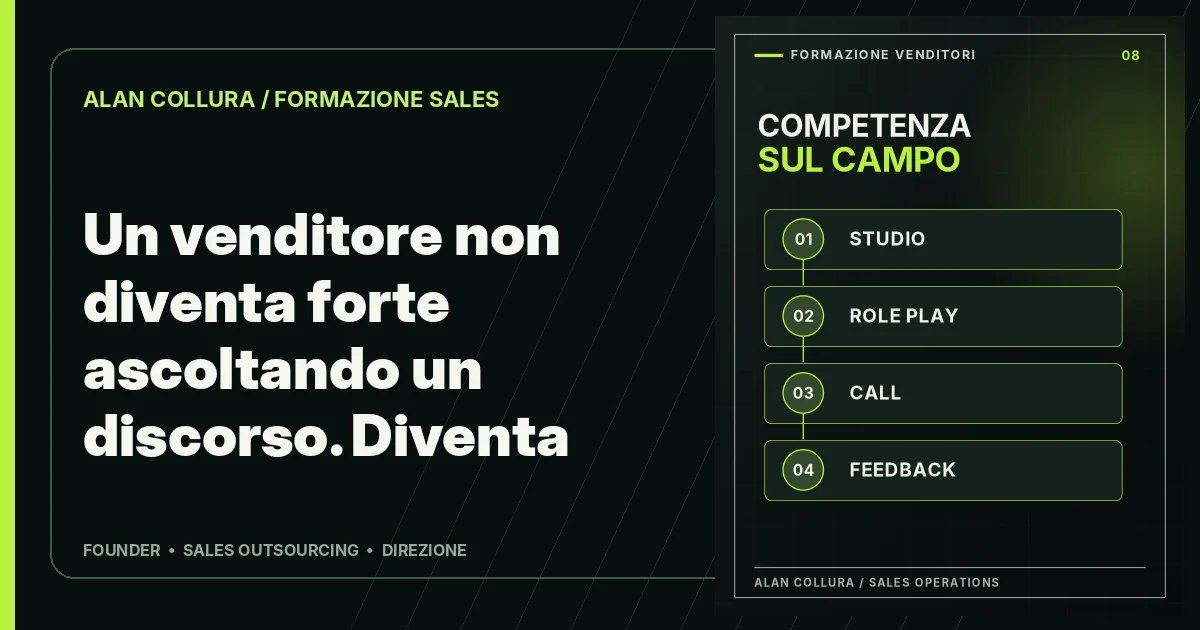 ALAN COLLURA / FORMAZIONE SALES
Un venditore non
diventa forte
ascoltando un
discorso. Diventa
FOUNDER • SALES OUTSOURCING • DIREZIONE
FORMAZIONE VENDITORI
08
COMPETENZA
SUL CAMPO
01 STUDIO
02 ROLE PLAY
03 CALL
04 FEEDBACK
ALAN COLLURA / SALES OPERATIONS